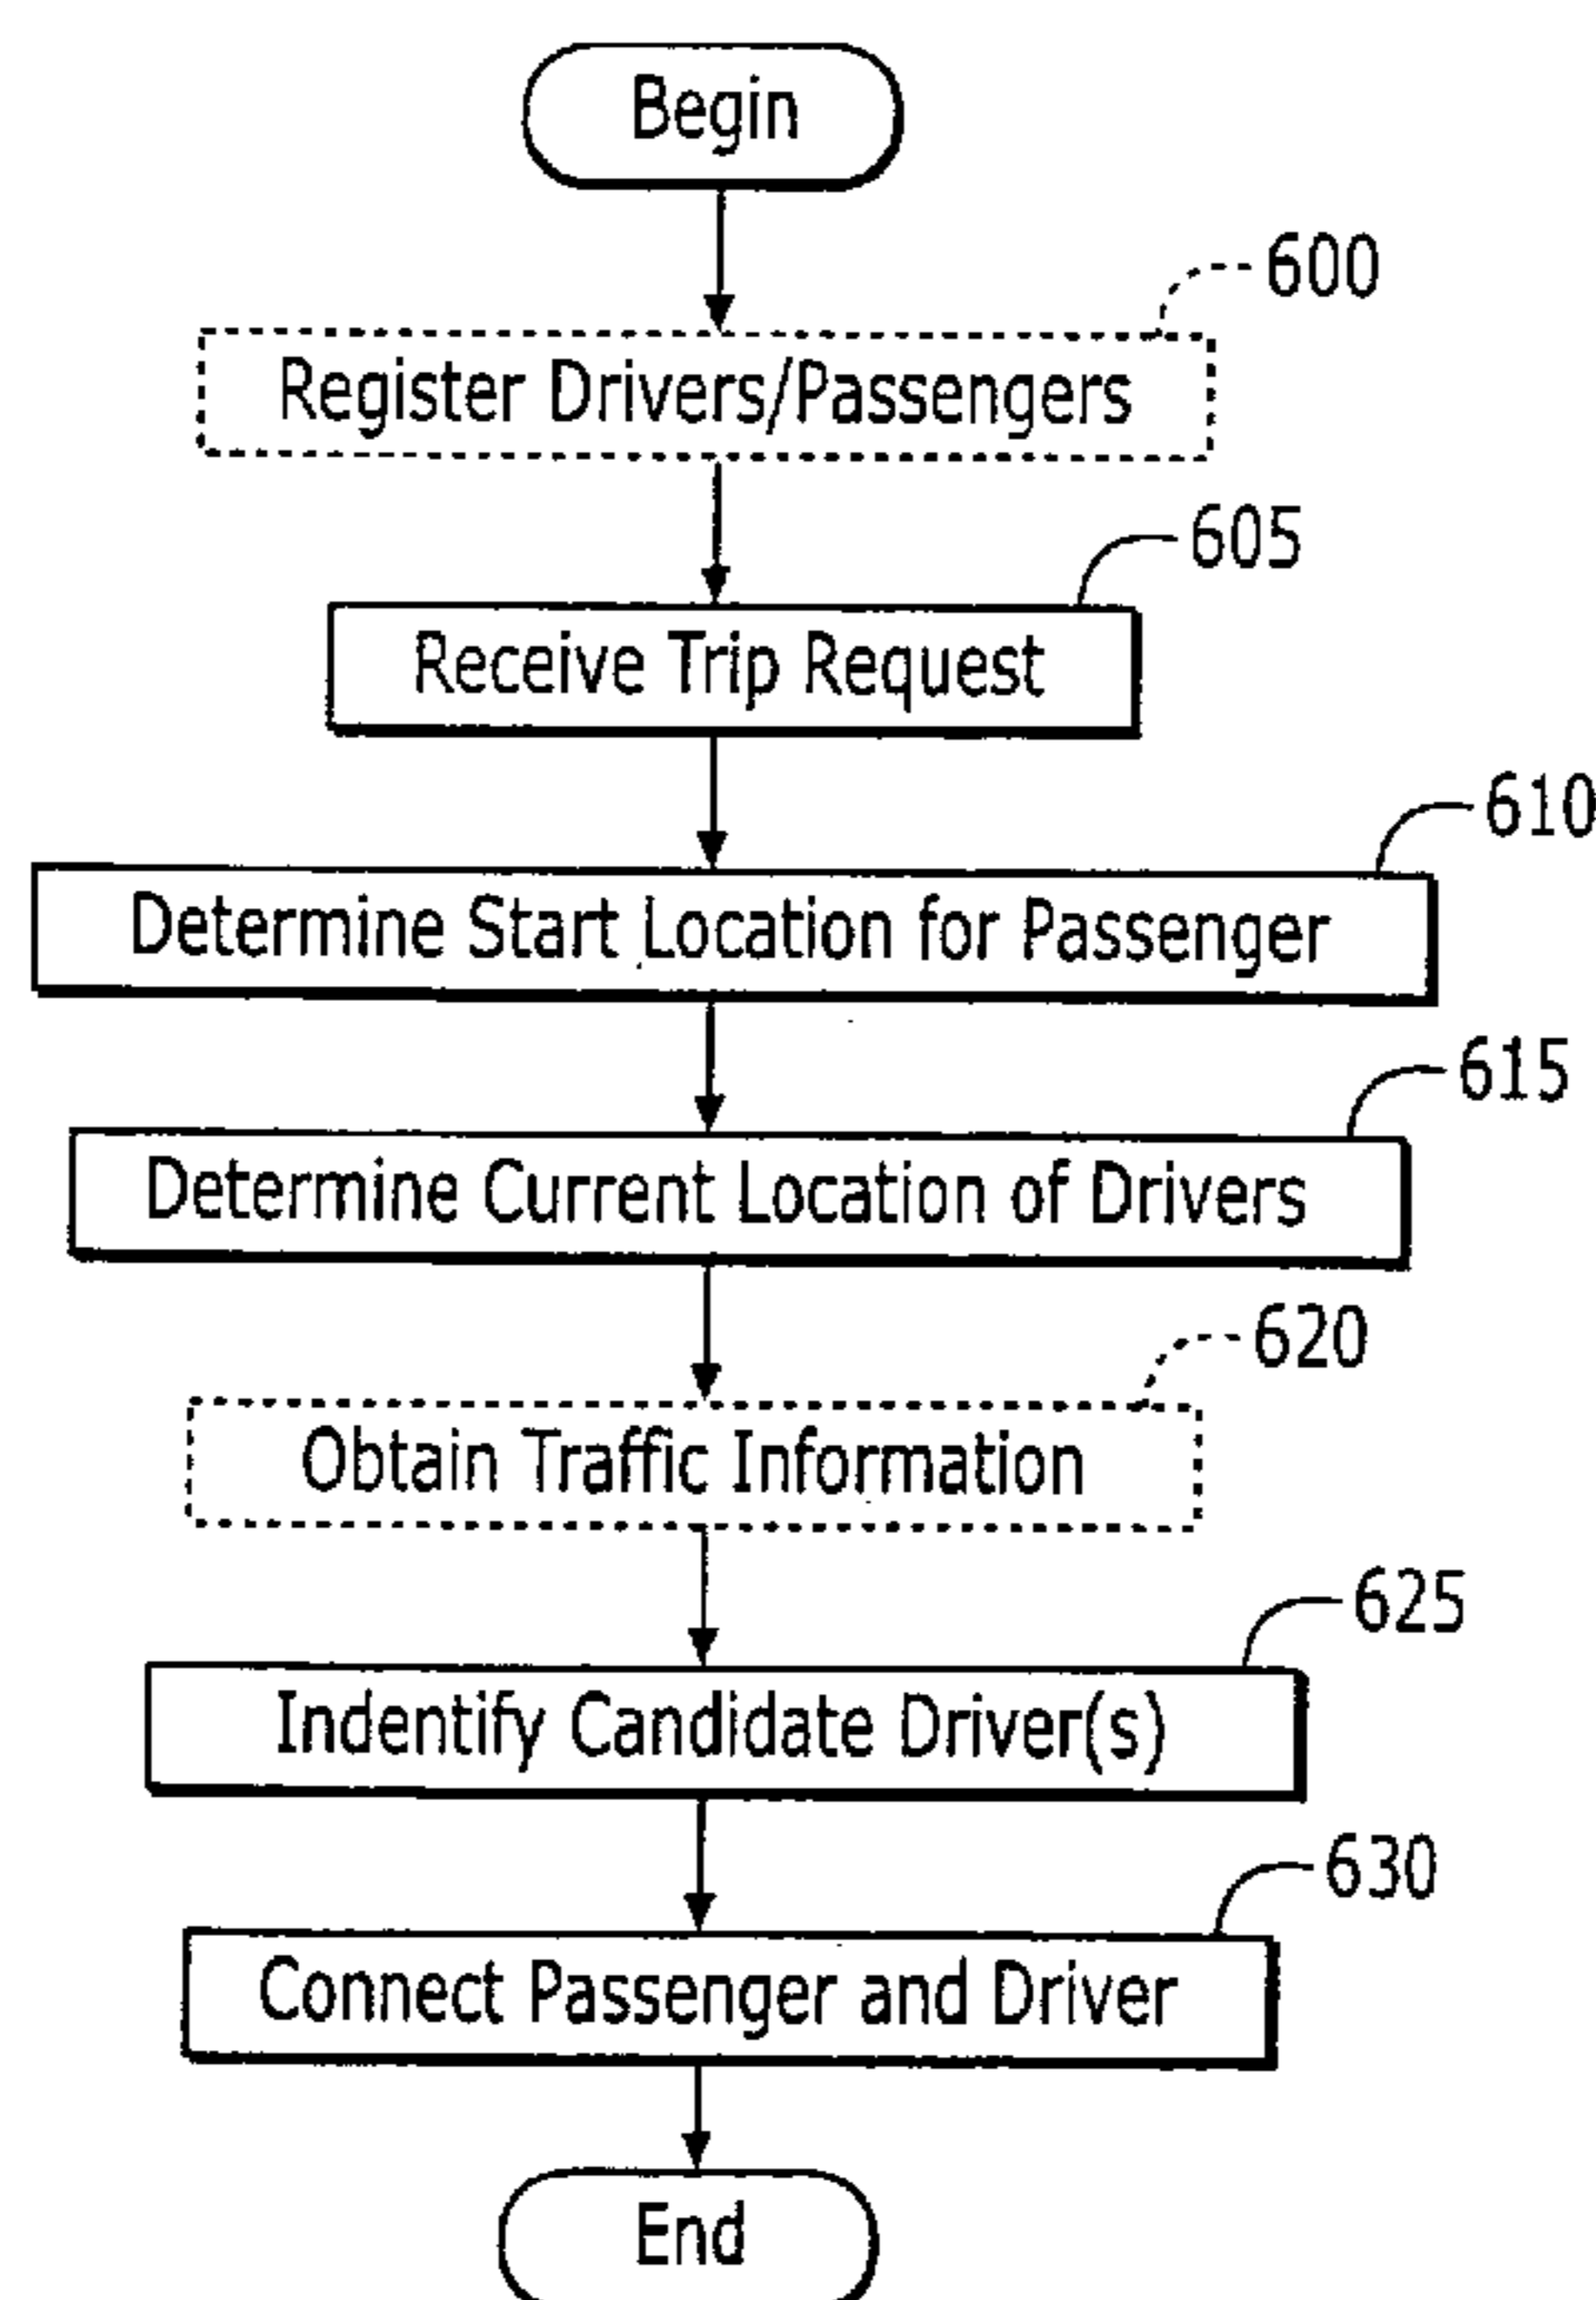 Begin
600
Register Drivers/Passengers
605
Receive Trip Request
610
Determine Start Location for Passenger
615
Determine Current Location of Drivers
620
Obtain Traffic Information
625
Indentify Candidate Driver(s)
630
Connect Passenger and Driver
End